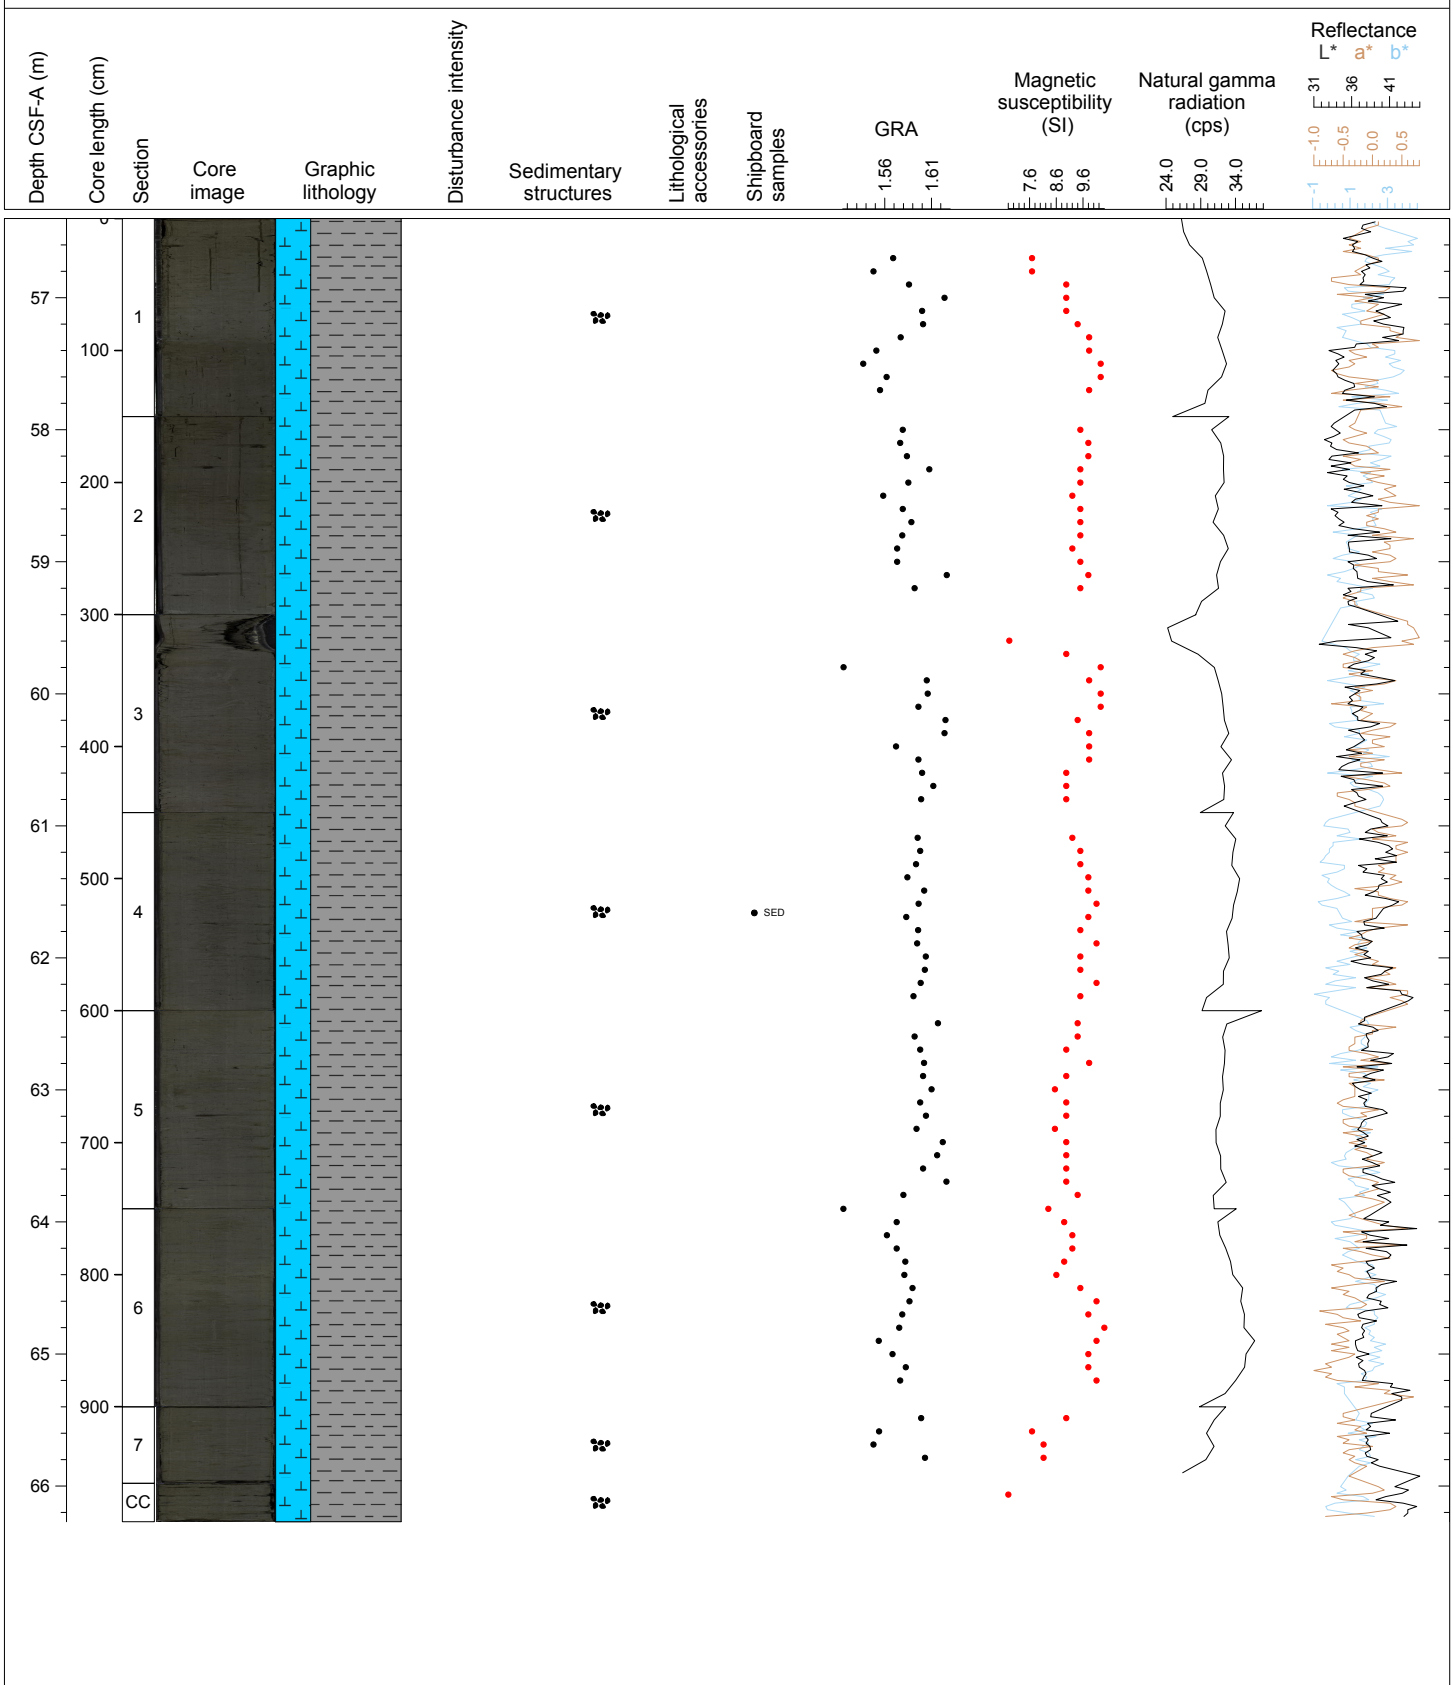 Depth CSF-A (m)
Core length (cm)
Section
Core
image
Graphic
lithology
Disturbance intensity
Sedimentary
structures
Lithological
accessories
Shipboard
samples
GRA
1.56
1.61
Magnetic
susceptibility
(SI)
7.6
8.6
9.6
Natural gamma
radiation
(cps)
24.0
29.0
34.0
Reflectance
L* a* b*
31
36
41
-1.0
-0.5
0.0
0.5
-1
1
3
0
57
1
100
58
200
2
59
300
60
3
400
61
500
4
SED
62
600
5
63
700
64
800
6
65
900
7
66
CC